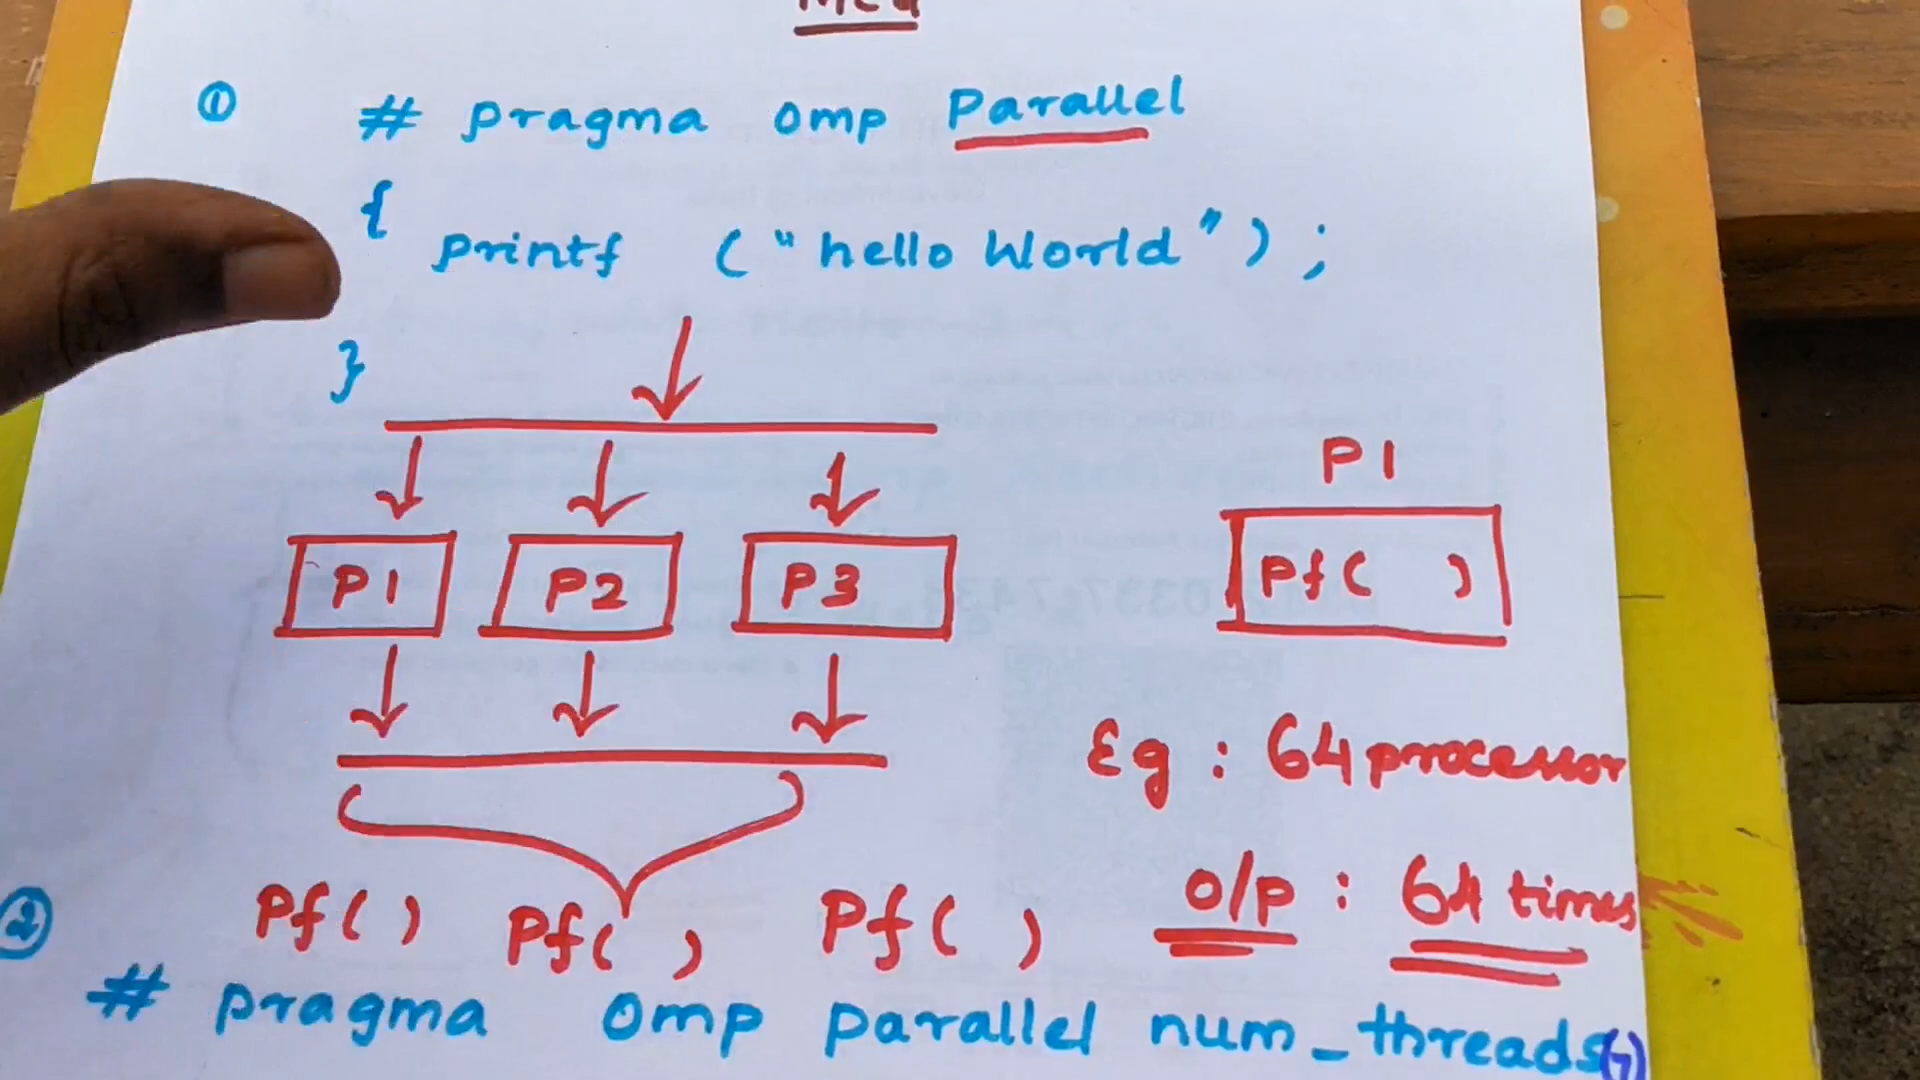 ① # pragma omp Parallel
{ printf ("hello World");
}
P1 P2 P3
P1
Pf( )
Eg : 64 processor
Pf( ) Pf( ) Pf( )
O/P : 64 times
② # pragma omp parallel num_threads